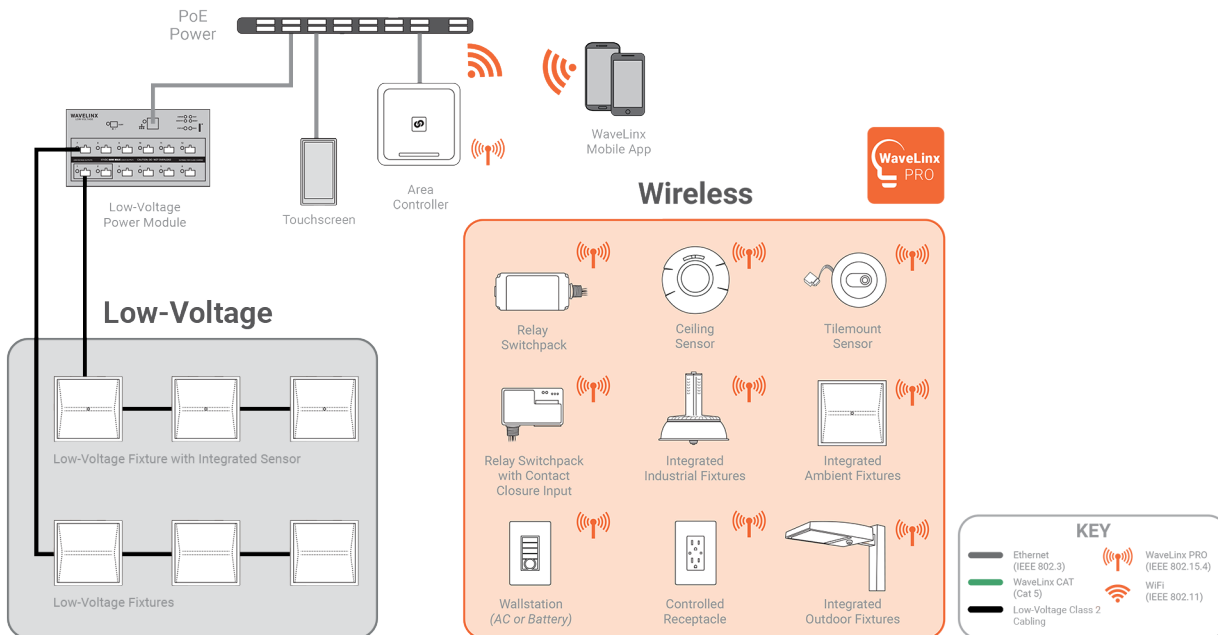 PoE
Power
WAVELINX
Low-Voltage
Power Module
Touchscreen
Area
Controller
WaveLinx
Mobile App
WaveLinx
PRO
Low-Voltage
Low-Voltage Fixture with Integrated Sensor
Low-Voltage Fixtures
Wireless
Relay
Switchpack
Ceiling
Sensor
Tilemount
Sensor
Relay Switchpack
with Contact
Closure Input
Integrated
Industrial Fixtures
Integrated
Ambient Fixtures
Wallstation
(AC or Battery)
Controlled
Receptacle
Integrated
Outdoor Fixtures
KEY
Ethernet
(IEEE 802.3)
WaveLinx CAT
(Cat 5)
Low-Voltage Class 2
Cabling
WaveLinx PRO
(IEEE 802.15.4)
WiFi
(IEEE 802.11)